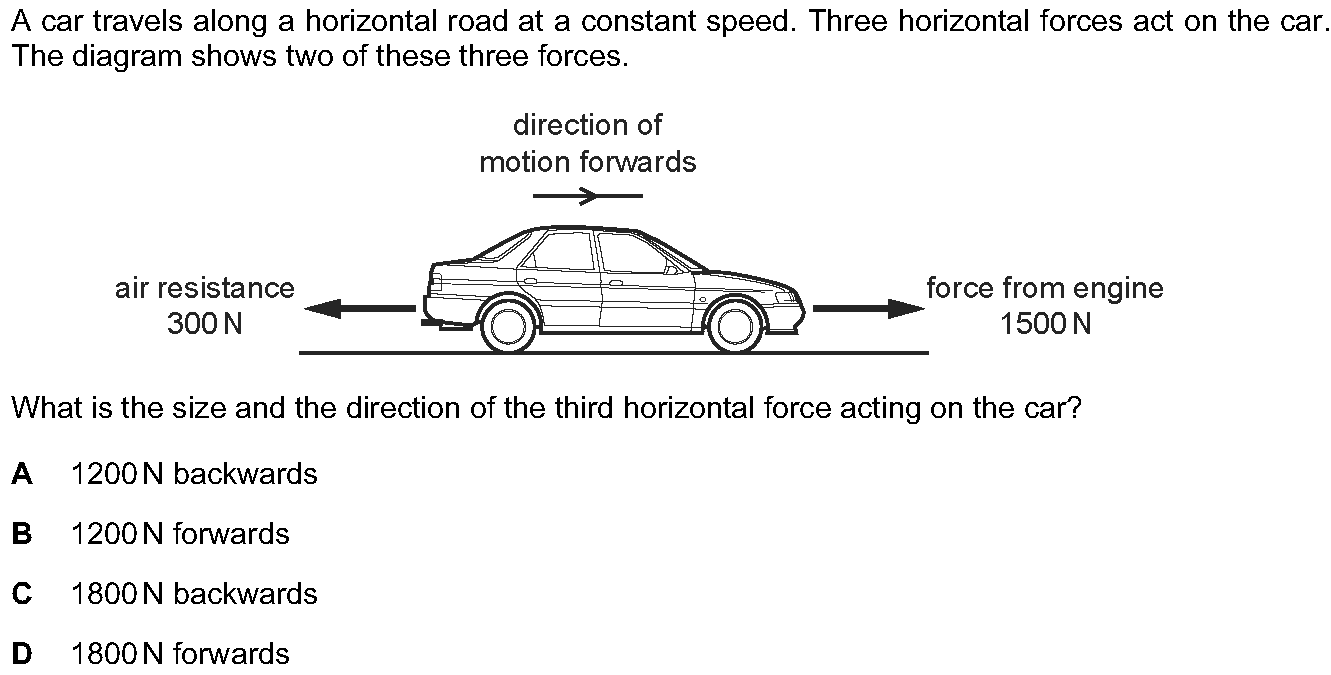 A car travels along a horizontal road at a constant speed. Three horizontal forces act on the car.
The diagram shows two of these three forces.
direction of
motion forwards
air resistance
300 N
force from engine
1500 N
What is the size and the direction of the third horizontal force acting on the car?
A 1200 N backwards
B 1200 N forwards
C 1800 N backwards
D 1800 N forwards